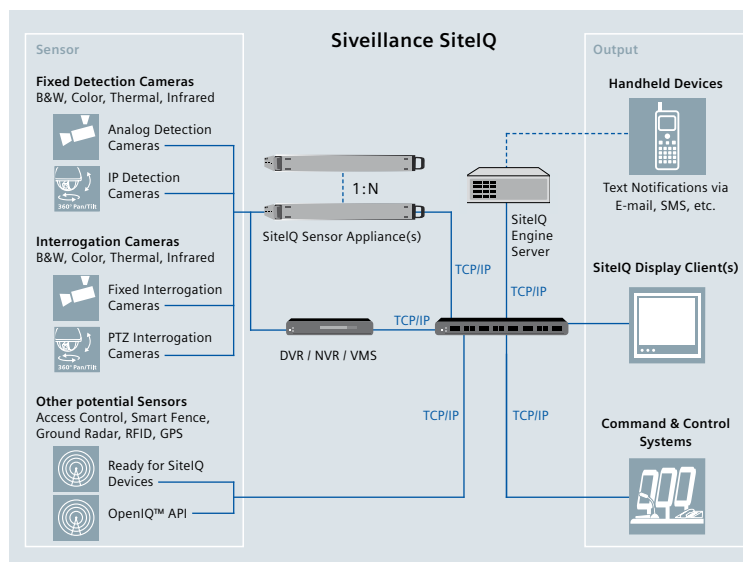 Siveillance SiteIQ
Sensor
Fixed Detection Cameras
B&W, Color, Thermal, Infrared
Analog Detection
Cameras
IP Detection
Cameras
360° Pan/Tilt
Interrogation Cameras
B&W, Color, Thermal, Infrared
Fixed Interrogation
Cameras
PTZ Interrogation
Cameras
360° Pan/Tilt
Other potential Sensors
Access Control, Smart Fence,
Ground Radar, RFID, GPS
Ready for SiteIQ
Devices
OpenIQ™ API
1:N
SiteIQ Sensor Appliance(s)
DVR / NVR / VMS
TCP/IP
TCP/IP
TCP/IP
TCP/IP
TCP/IP
SiteIQ
Engine
Server
Output
Handheld Devices
Text Notifications via
E-mail, SMS, etc.
SiteIQ Display Client(s)
Command & Control
Systems